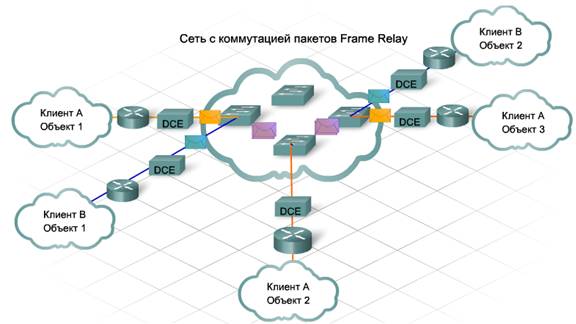 Сеть с коммутацией пакетов Frame Relay
Клиент B
Объект 2
DCE
Клиент A
Объект 1
DCE
DCE
Клиент A
Объект 3
DCE
Клиент B
Объект 1
DCE
Клиент A
Объект 2